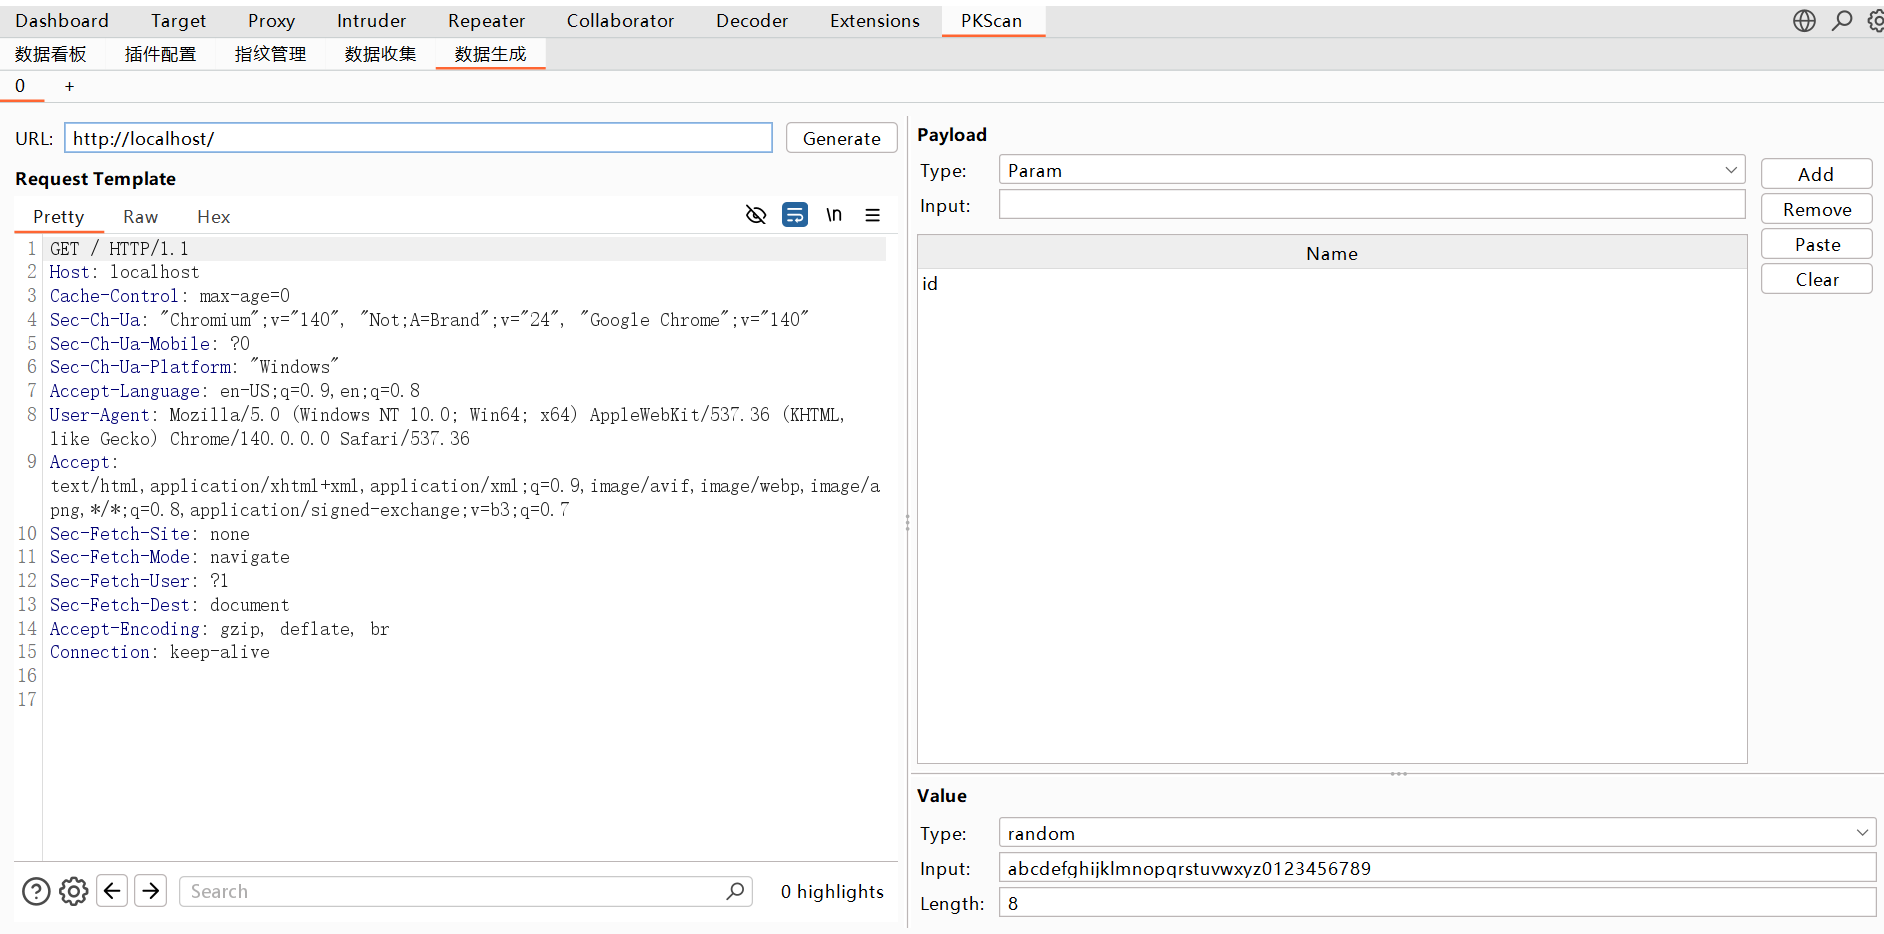 Dashboard Target Proxy Intruder Repeater Collaborator Decoder Extensions PKScan
数据看板 插件配置 指纹管理 数据收集 数据生成
0 +
URL: http://localhost/ Generate
Request Template
Pretty Raw Hex \n
1 GET / HTTP/1.1
2 Host: localhost
3 Cache-Control: max-age=0
4 Sec-Ch-Ua: "Chromium";v="140", "Not;A=Brand";v="24", "Google Chrome";v="140"
5 Sec-Ch-Ua-Mobile: ?0
6 Sec-Ch-Ua-Platform: "Windows"
7 Accept-Language: en-US;q=0.9,en;q=0.8
8 User-Agent: Mozilla/5.0 (Windows NT 10.0; Win64; x64) AppleWebKit/537.36 (KHTML,
like Gecko) Chrome/140.0.0.0 Safari/537.36
9 Accept:
text/html,application/xhtml+xml,application/xml;q=0.9,image/avif,image/webp,image/a
png,*/*;q=0.8,application/signed-exchange;v=b3;q=0.7
10 Sec-Fetch-Site: none
11 Sec-Fetch-Mode: navigate
12 Sec-Fetch-User: ?1
13 Sec-Fetch-Dest: document
14 Accept-Encoding: gzip, deflate, br
15 Connection: keep-alive
16
17
Search 0 highlights
Payload
Type: Param
Input:
Add
Remove
Paste
Clear
Name
id
Value
Type: random
Input: abcdefghijklmnopqrstuvwxyz0123456789
Length: 8